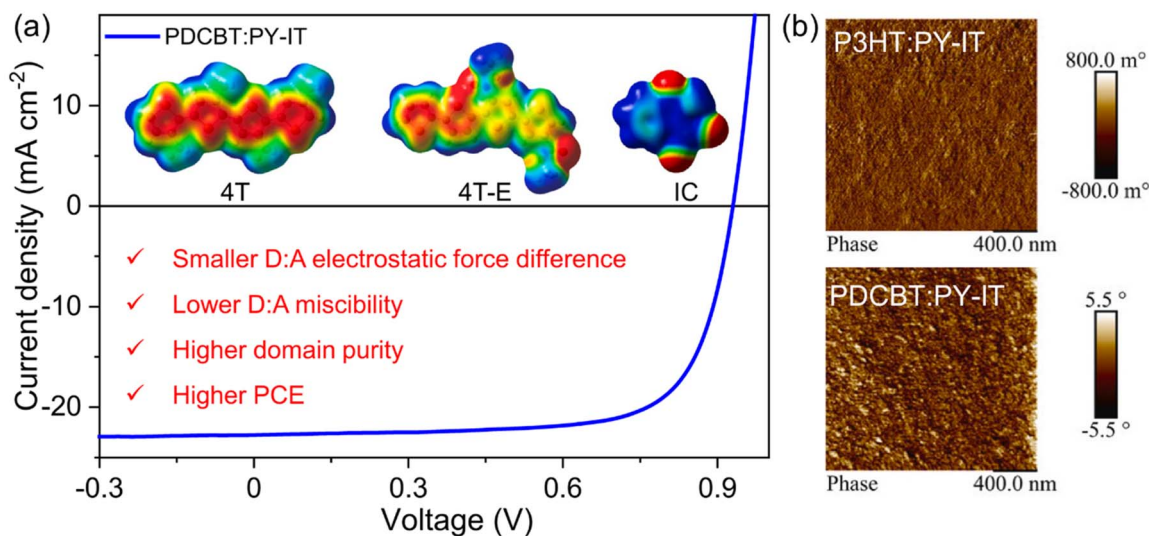 (a)
PDCBT:PY-IT
4T
4T-E
IC
✓ Smaller D:A electrostatic force difference
✓ Lower D:A miscibility
✓ Higher domain purity
✓ Higher PCE
Current density (mA cm⁻²)
10
0
-10
-20
-0.3
0
0.3
0.6
0.9
Voltage (V)
(b)
P3HT:PY-IT
800.0 m°
-800.0 m°
Phase
400.0 nm
PDCBT:PY-IT
5.5 °
-5.5 °
Phase
400.0 nm